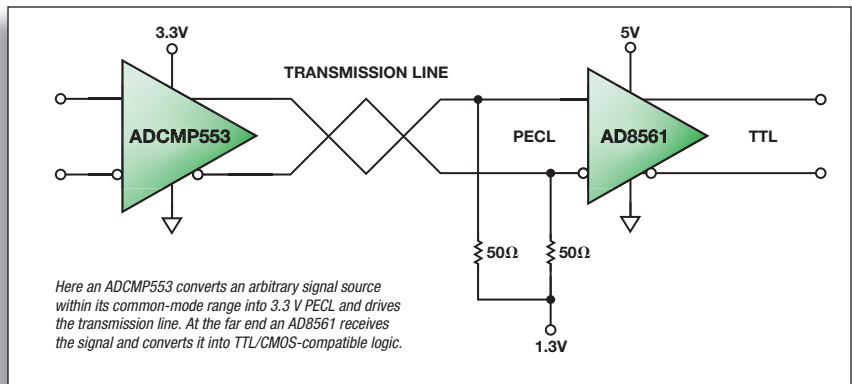 3.3V
5V
TRANSMISSION LINE
ADCMP553
PECL
AD8561
TTL
50Ω
50Ω
Here an ADCMP553 converts an arbitrary signal source
within its common-mode range into 3.3 V PECL and drives
the transmission line. At the far end an AD8561 receives
the signal and converts it into TTL/CMOS-compatible logic.
1.3V